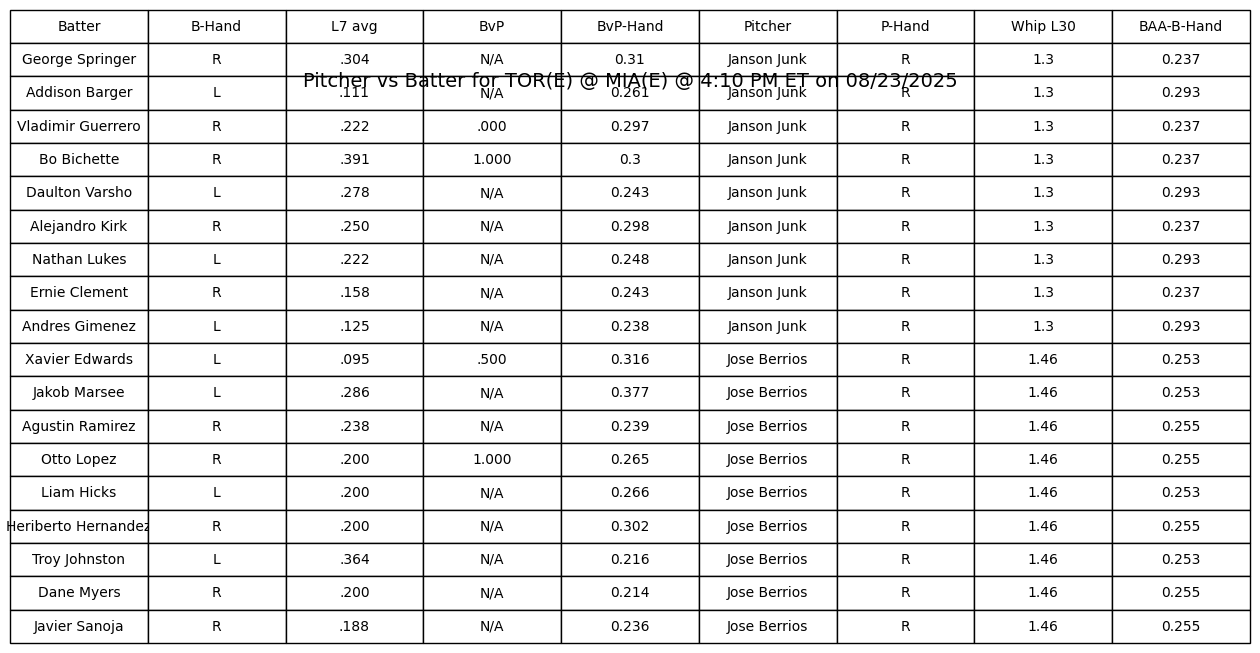 Batter B-Hand L7 avg BvP BvP-Hand Pitcher P-Hand Whip L30 BAA-B-Hand
George Springer R .304 N/A 0.31 Janson Junk R 1.3 0.237
Pitcher vs Batter for TOR(E) @ MIA(E) @ 4:10 PM ET on 08/23/2025
Addison Barger L .111 N/A 0.261 Janson Junk R 1.3 0.293
Vladimir Guerrero R .222 .000 0.297 Janson Junk R 1.3 0.237
Bo Bichette R .391 1.000 0.3 Janson Junk R 1.3 0.237
Daulton Varsho L .278 N/A 0.243 Janson Junk R 1.3 0.293
Alejandro Kirk R .250 N/A 0.298 Janson Junk R 1.3 0.237
Nathan Lukes L .222 N/A 0.248 Janson Junk R 1.3 0.293
Ernie Clement R .158 N/A 0.243 Janson Junk R 1.3 0.237
Andres Gimenez L .125 N/A 0.238 Janson Junk R 1.3 0.293
Xavier Edwards L .095 .500 0.316 Jose Berrios R 1.46 0.253
Jakob Marsee L .286 N/A 0.377 Jose Berrios R 1.46 0.253
Agustin Ramirez R .238 N/A 0.239 Jose Berrios R 1.46 0.255
Otto Lopez R .200 1.000 0.265 Jose Berrios R 1.46 0.255
Liam Hicks L .200 N/A 0.266 Jose Berrios R 1.46 0.253
Heriberto Hernandez R .200 N/A 0.302 Jose Berrios R 1.46 0.255
Troy Johnston L .364 N/A 0.216 Jose Berrios R 1.46 0.253
Dane Myers R .200 N/A 0.214 Jose Berrios R 1.46 0.255
Javier Sanoja R .188 N/A 0.236 Jose Berrios R 1.46 0.255